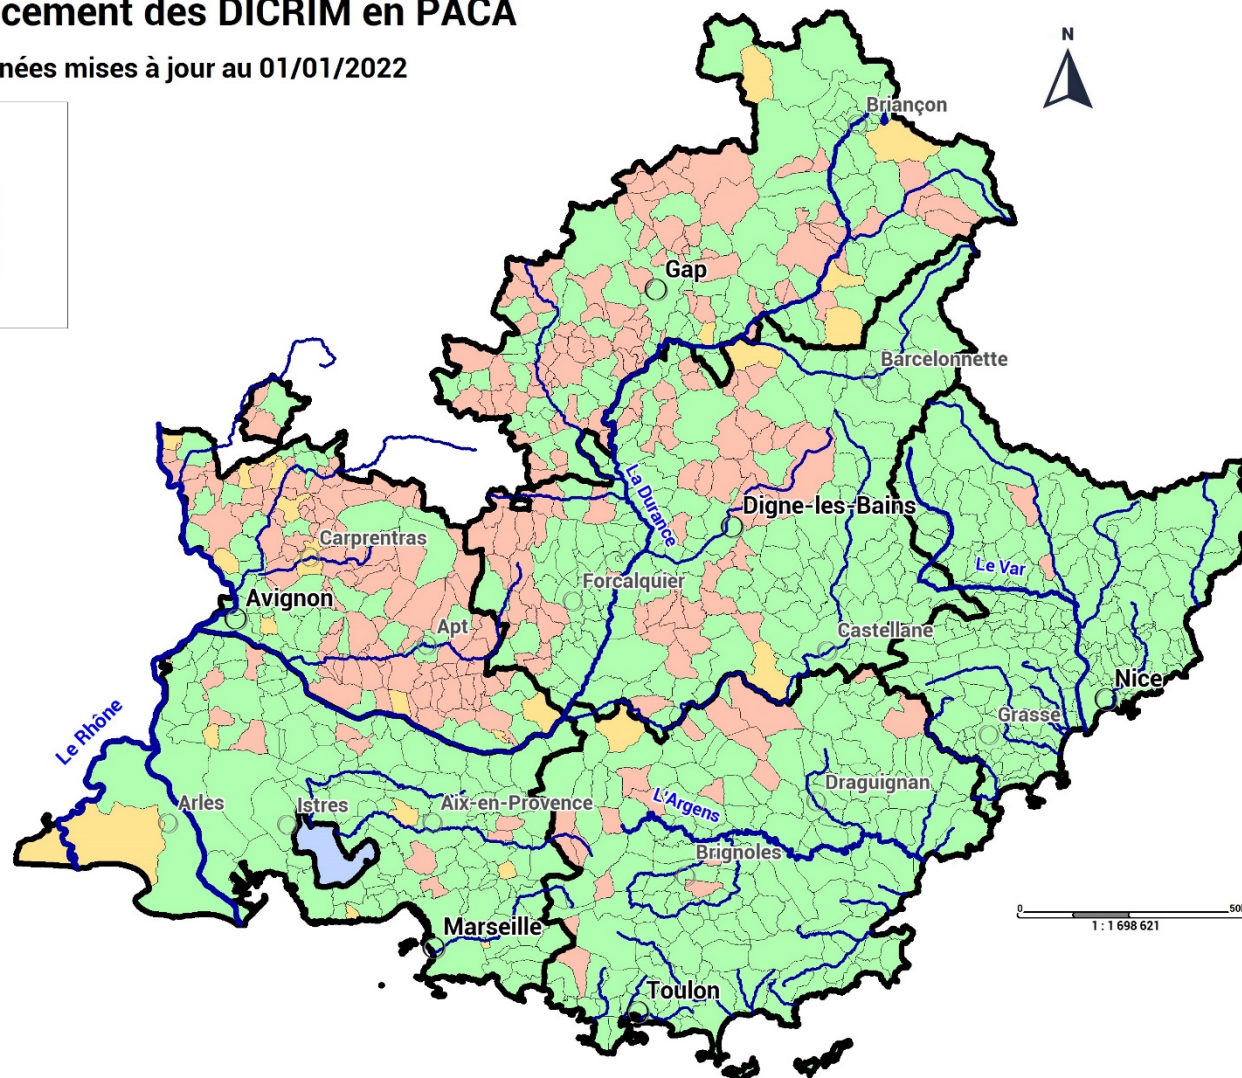 cement des DICRIM en PACA
nées mises à jour au 01/01/2022
N
Briançon
Gap
Barcelonnette
La Durance
Digne-les-Bains
Carprentras
Le Var
Forcalquier
Avignon
Apt
Castellane
Nice
Le Rhône
Grasse
Draguignan
Arles
Istres
Aix-en-Provence
L'Argens
Brignoles
0
50
1 : 1 698 621
Marseille
Toulon